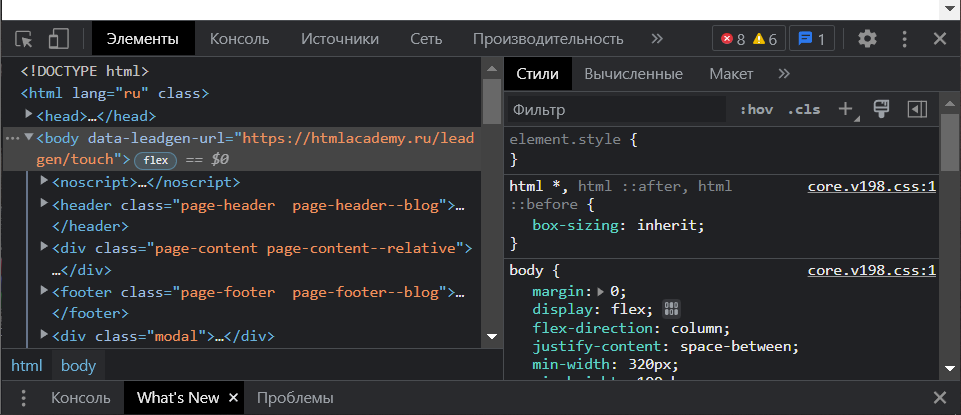 Элементы Консоль Источники Сеть Производительность » 8 6 1
<!DOCTYPE html>
<html lang="ru" class>
<head>…</head>
<body data-leadgen-url="https://htmlacademy.ru/lead
gen/touch"> flex == $0
<noscript>…</noscript>
<header class="page-header  page-header--blog">…
</header>
<div class="page-content page-content--relative">
…</div>
<footer class="page-footer  page-footer--blog">…
</footer>
<div class="modal">…</div>
html body
Стили Вычисленные Макет »
Фильтр :hov .cls +
element.style {
}
html *, html ::after, html core.v198.css:1
::before {
box-sizing: inherit;
}
body { core.v198.css:1
margin: 0;
display: flex;
flex-direction: column;
justify-content: space-between;
min-width: 320px;
Консоль What's New × Проблемы